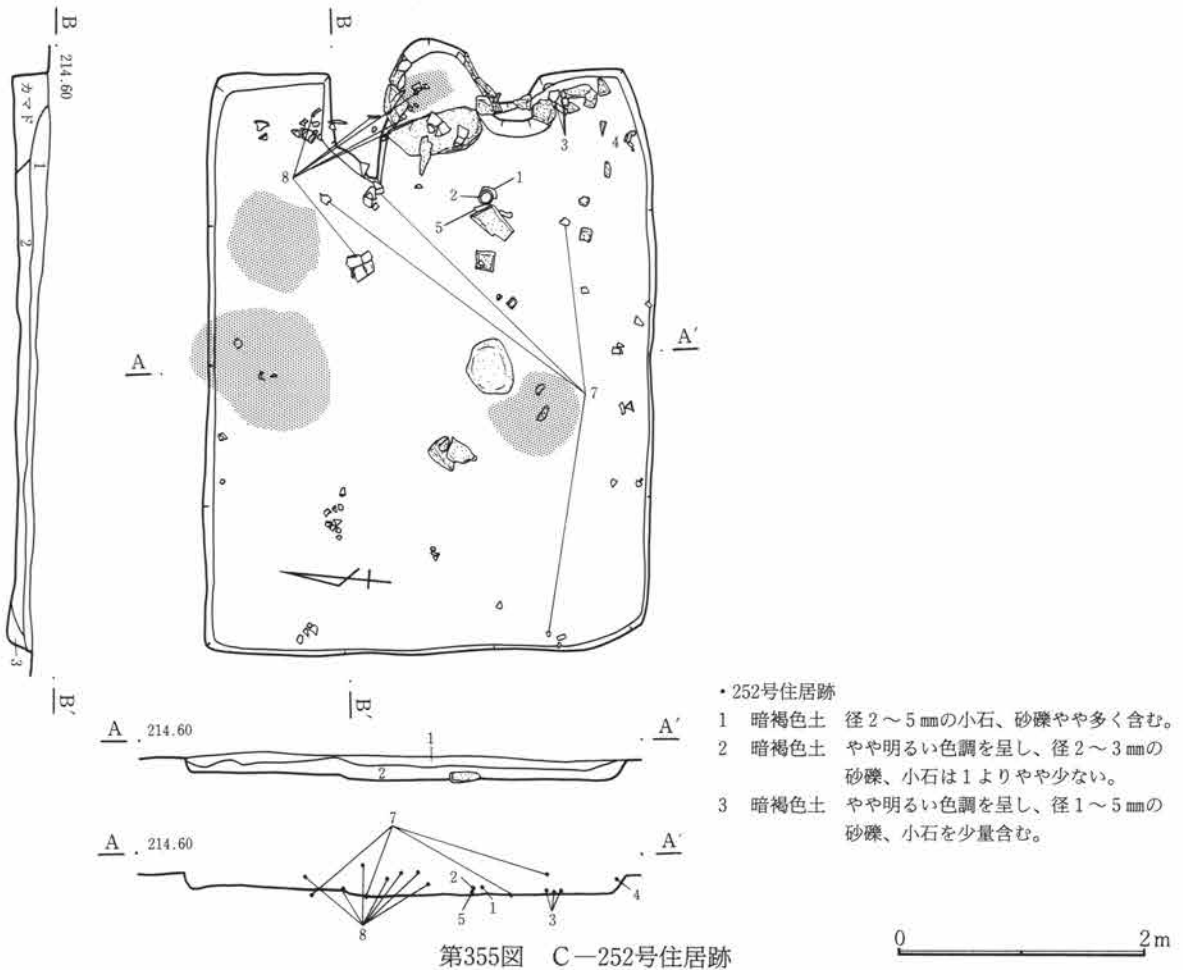 B
B
214.60
カマド
1
2
3
8
7
3
4
1
2
5
A
A′
7
B′
B′
A
214.60
A′
1
2
A
214.60
A′
7
8
2
5
1
3
4
・252号住居跡
1 暗褐色土 径2～5㎜の小石、砂礫やや多く含む。
2 暗褐色土 やや明るい色調を呈し、径2～3㎜の
砂礫、小石は1よりやや少ない。
3 暗褐色土 やや明るい色調を呈し、径1～5㎜の
砂礫、小石を少量含む。
第355図 C―252号住居跡
0 2m